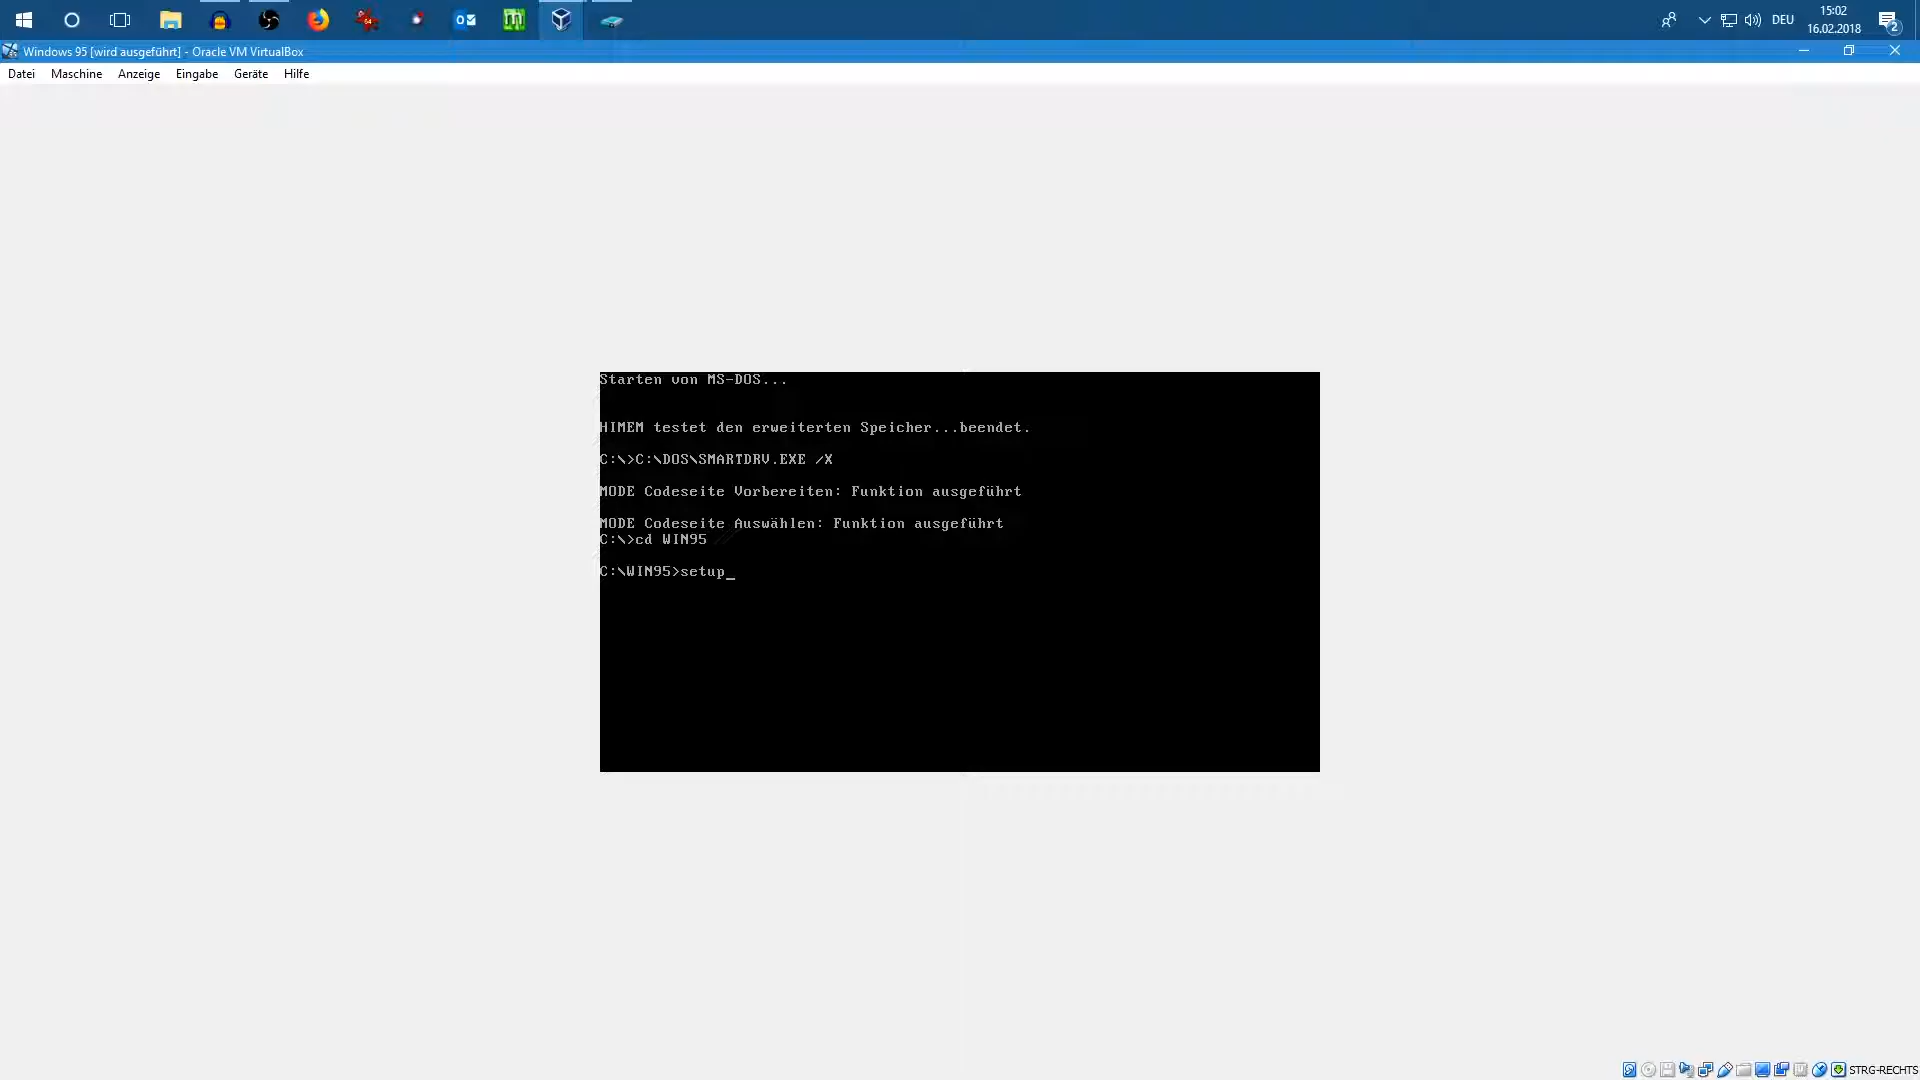 DEU
15:02
16.02.2018
2
Windows 95 [wird ausgeführt] - Oracle VM VirtualBox
Datei Maschine Anzeige Eingabe Geräte Hilfe
Starten von MS-DOS...
HIMEM testet den erweiterten Speicher...beendet.
C:\>C:\DOS\SMARTDRV.EXE /X
MODE Codeseite Vorbereiten: Funktion ausgeführt
MODE Codeseite Auswählen: Funktion ausgeführt
C:\>cd WIN95
C:\WIN95>setup_
STRG-RECHTS